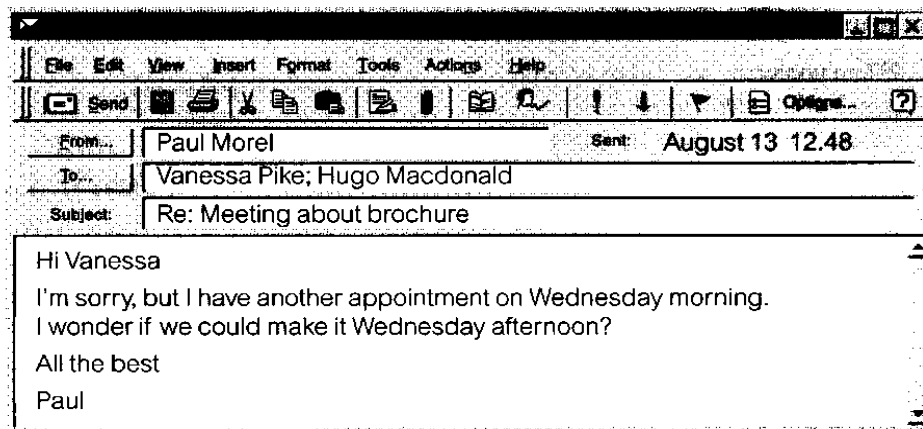 File Edit View Insert Format Tools Actions Help
Send Options...
From... Paul Morel Sent: August 13 12.48
To... Vanessa Pike; Hugo Macdonald
Subject: Re: Meeting about brochure
Hi Vanessa
I'm sorry, but I have another appointment on Wednesday morning.
I wonder if we could make it Wednesday afternoon?
All the best
Paul